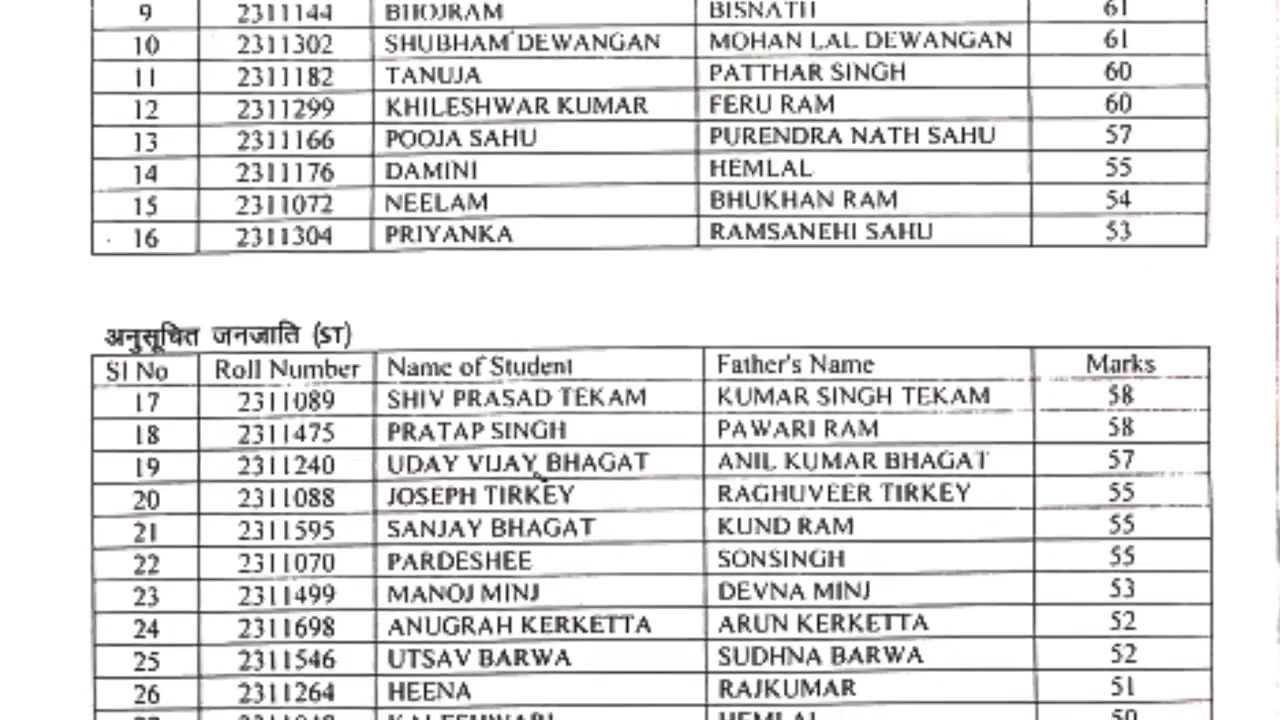 9 2311144 BHOJRAM BISNATH 61
10 2311302 SHUBHAM DEWANGAN MOHAN LAL DEWANGAN 61
11 2311182 TANUJA PATTHAR SINGH 60
12 2311299 KHILESHWAR KUMAR FERU RAM 60
13 2311166 POOJA SAHU PURENDRA NATH SAHU 57
14 2311176 DAMINI HEMLAL 55
15 2311072 NEELAM BHUKHAN RAM 54
16 2311304 PRIYANKA RAMSANEHI SAHU 53
अनुसूचित जनजाति (ST)
Sl No Roll Number Name of Student Father's Name Marks
17 2311089 SHIV PRASAD TEKAM KUMAR SINGH TEKAM 58
18 2311475 PRATAP SINGH PAWARI RAM 58
19 2311240 UDAY VIJAY BHAGAT ANIL KUMAR BHAGAT 57
20 2311088 JOSEPH TIRKEY RAGHUVEER TIRKEY 55
21 2311595 SANJAY BHAGAT KUND RAM 55
22 2311070 PARDESHEE SONSINGH 55
23 2311499 MANOJ MINJ DEVNA MINJ 53
24 2311698 ANUGRAH KERKETTA ARUN KERKETTA 52
25 2311546 UTSAV BARWA SUDHNA BARWA 52
26 2311264 HEENA RAJKUMAR 51
HEMLAL 50